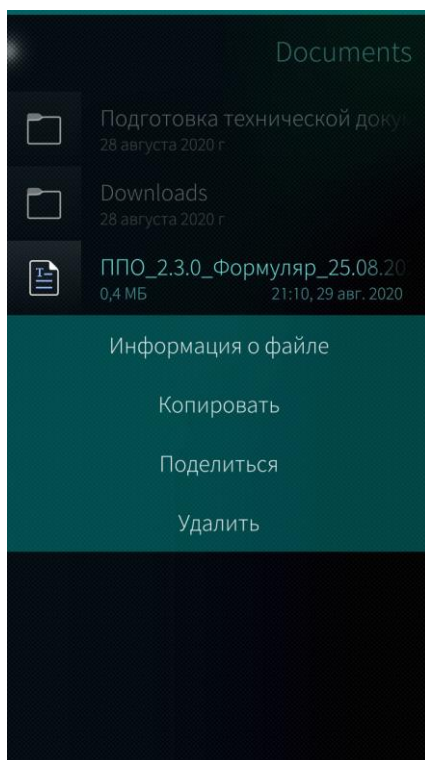 Documents
Подготовка технической доку
28 августа 2020 г
Downloads
28 августа 2020 г
ППО_2.3.0_Формуляр_25.08.20
0,4 МБ 21:10, 29 авг. 2020
Информация о файле
Копировать
Поделиться
Удалить